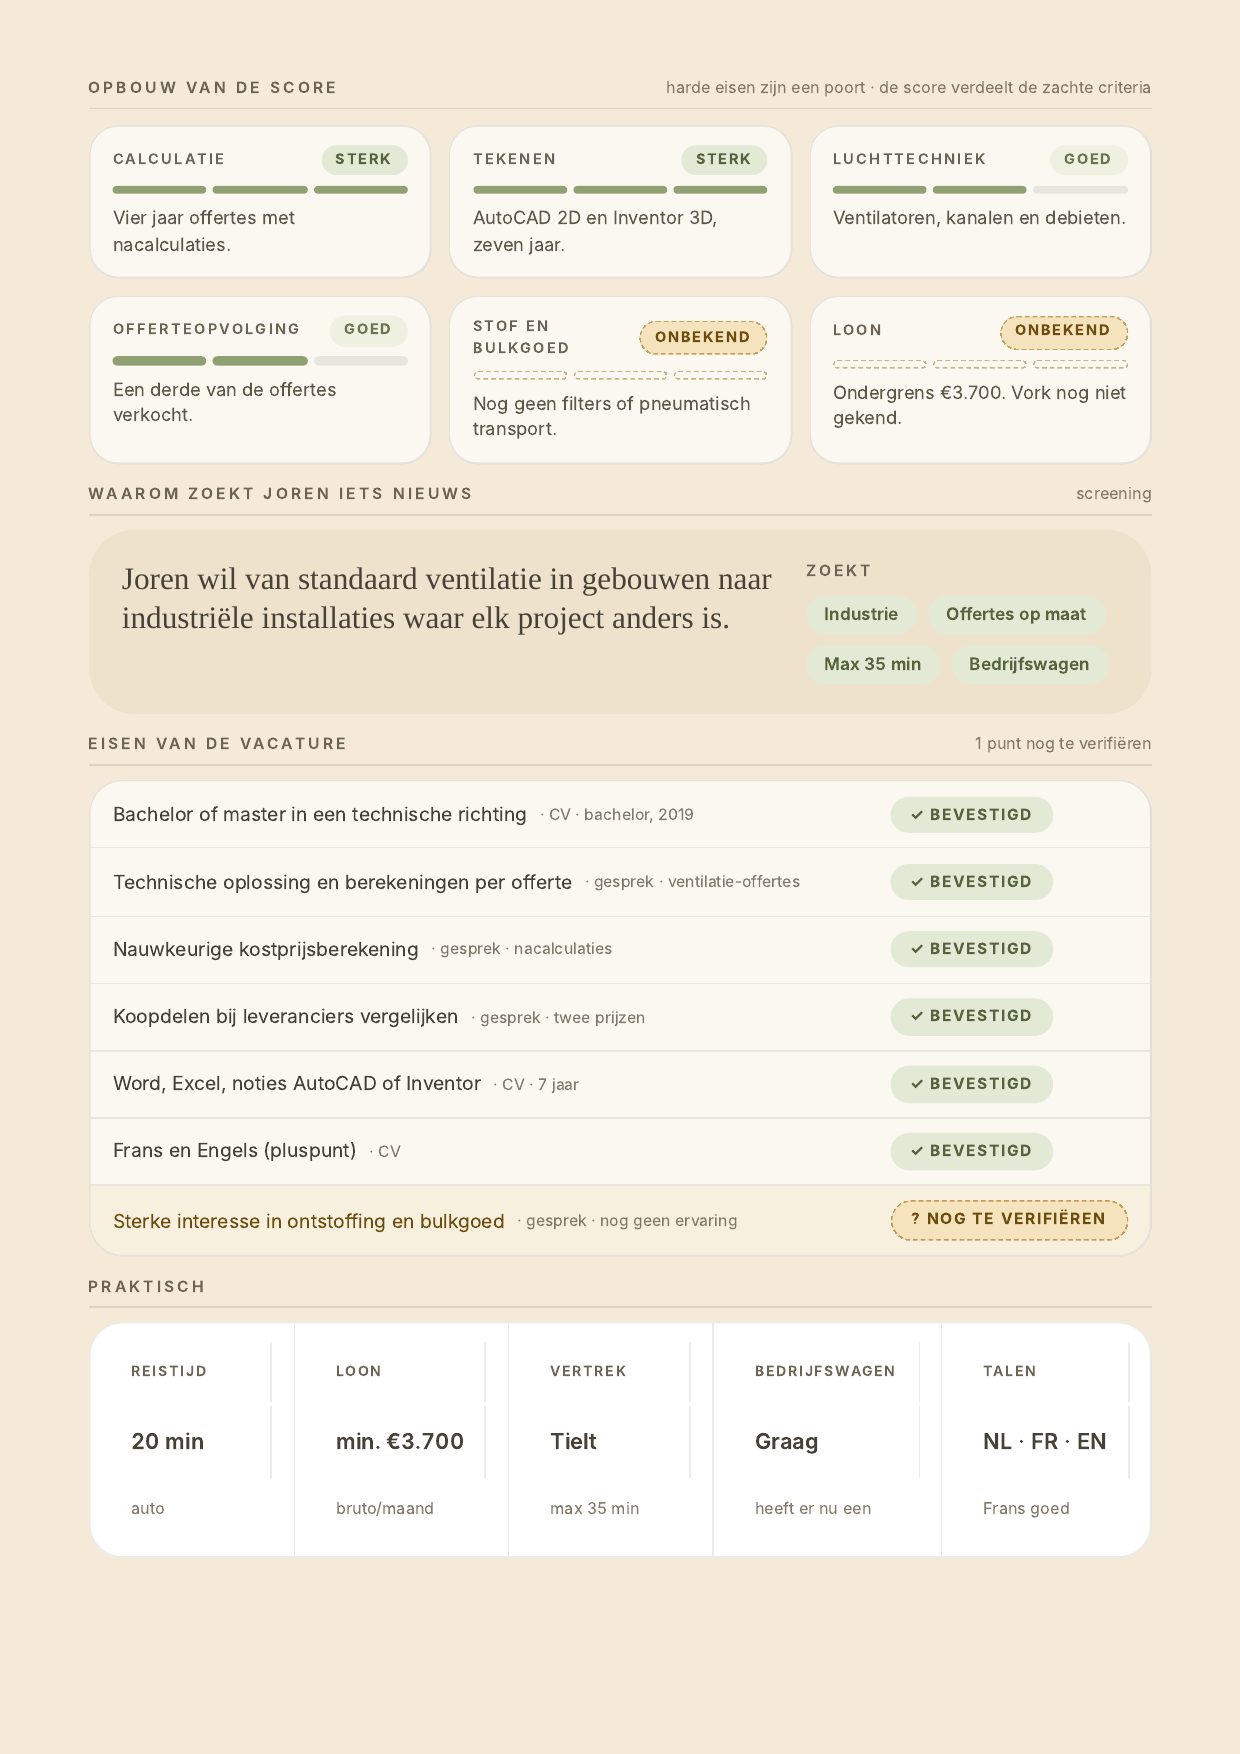 OPBOUW VAN DE SCORE harde eisen zijn een poort · de score verdeelt de zachte criteria
CALCULATIE STERK
Vier jaar offertes met
nacalculaties.
TEKENEN STERK
AutoCAD 2D en Inventor 3D,
zeven jaar.
LUCHTTECHNIEK GOED
Ventilatoren, kanalen en debieten.
OFFERTEOPVOLGING GOED
Een derde van de offertes
verkocht.
STOF EN
BULKGOED ONBEKEND
Nog geen filters of pneumatisch
transport.
LOON ONBEKEND
Ondergrens €3.700. Vork nog niet
gekend.
WAAROM ZOEKT JOREN IETS NIEUWS screening
Joren wil van standaard ventilatie in gebouwen naar
industriële installaties waar elk project anders is.
ZOEKT
Industrie Offertes op maat
Max 35 min Bedrijfswagen
EISEN VAN DE VACATURE 1 punt nog te verifiëren
Bachelor of master in een technische richting · CV · bachelor, 2019 ✓ BEVESTIGD
Technische oplossing en berekeningen per offerte · gesprek · ventilatie-offertes ✓ BEVESTIGD
Nauwkeurige kostprijsberekening · gesprek · nacalculaties ✓ BEVESTIGD
Koopdelen bij leveranciers vergelijken · gesprek · twee prijzen ✓ BEVESTIGD
Word, Excel, noties AutoCAD of Inventor · CV · 7 jaar ✓ BEVESTIGD
Frans en Engels (pluspunt) · CV ✓ BEVESTIGD
Sterke interesse in ontstoffing en bulkgoed · gesprek · nog geen ervaring ? NOG TE VERIFIËREN
PRAKTISCH
REISTIJD LOON VERTREK BEDRIJFSWAGEN TALEN
20 min min. €3.700 Tielt Graag NL · FR · EN
auto bruto/maand max 35 min heeft er nu een Frans goed